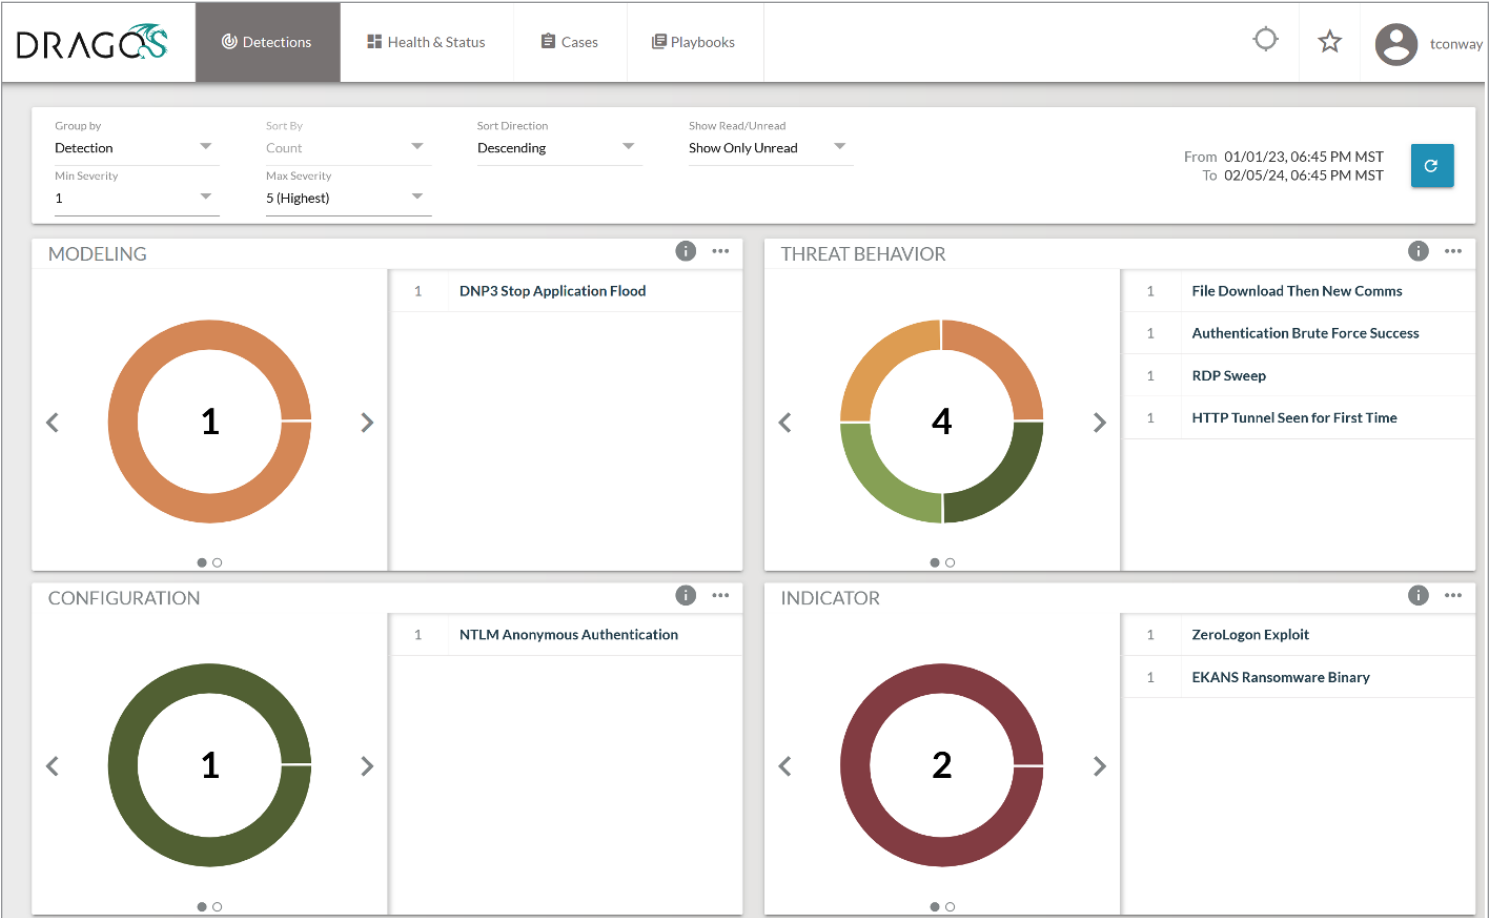 DRAGOS
Detections
Health & Status
Cases
Playbooks
tconway
Group by
Detection
Sort By
Count
Sort Direction
Descending
Show Read/Unread
Show Only Unread
Min Severity
1
Max Severity
5 (Highest)
From 01/01/23, 06:45 PM MST
To 02/05/24, 06:45 PM MST
MODELING
1
1 DNP3 Stop Application Flood
THREAT BEHAVIOR
4
1 File Download Then New Comms
1 Authentication Brute Force Success
1 RDP Sweep
1 HTTP Tunnel Seen for First Time
CONFIGURATION
1
1 NTLM Anonymous Authentication
INDICATOR
2
1 ZeroLogon Exploit
1 EKANS Ransomware Binary